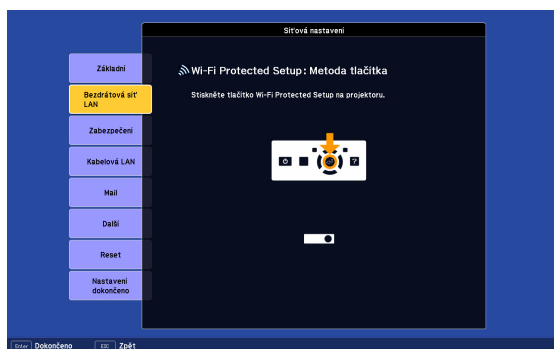 Síťová nastavení
Základní
Bezdrátová síť
LAN
Zabezpečení
Kabelová LAN
Mail
Další
Reset
Nastavení
dokončeno
Wi-Fi Protected Setup: Metoda tlačítka
Stiskněte tlačítko Wi-Fi Protected Setup na projektoru.
?
Enter Dokončeno ESC Zpět